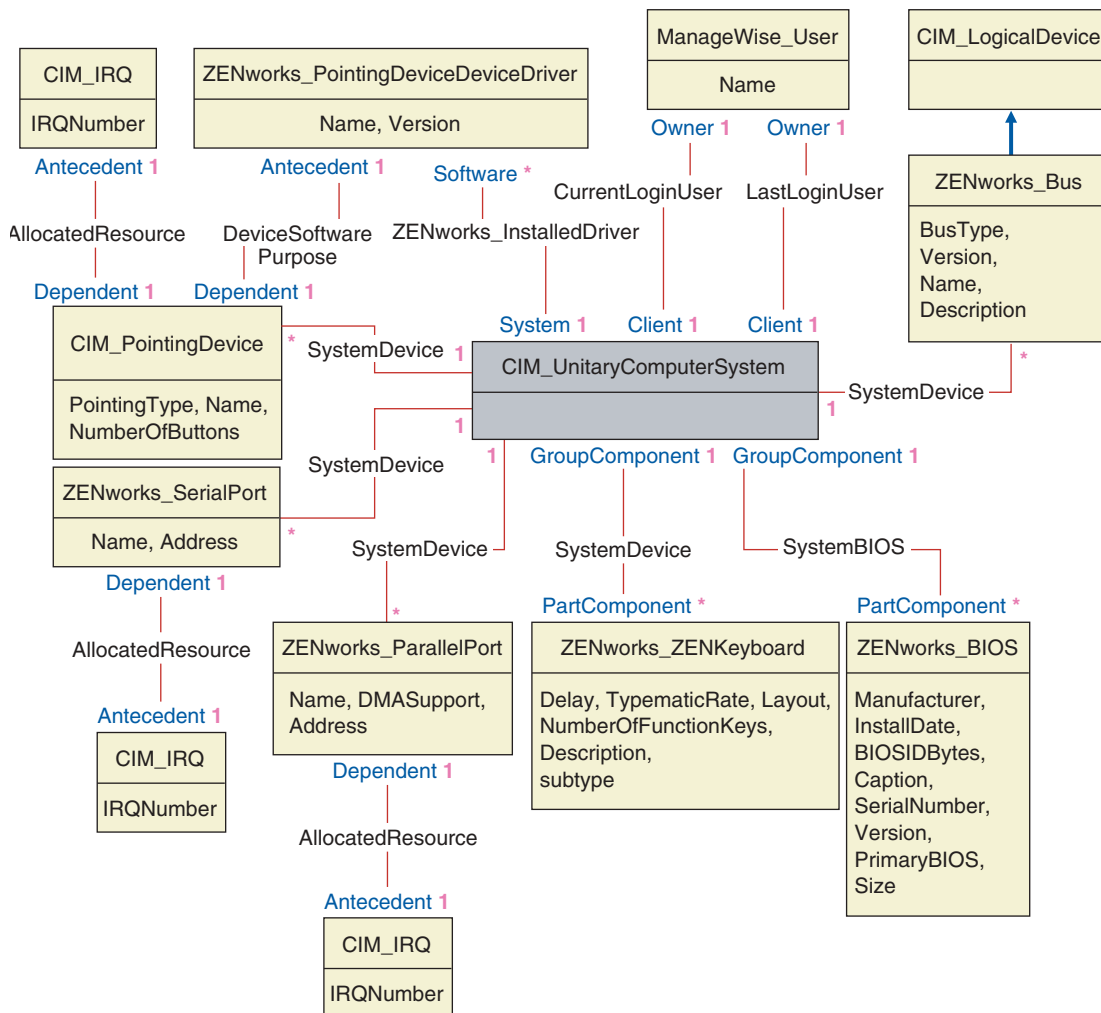 ManageWise_User
Name
CIM_LogicalDevice
CIM_IRQ
IRQNumber
ZENworks_PointingDeviceDeviceDriver
Name, Version
Owner 1
Owner 1
Antecedent 1
Antecedent 1
Software *
CurrentLoginUser
LastLoginUser
ZENworks_Bus
BusType,
Version,
Name,
Description
*
AllocatedResource
DeviceSoftware
Purpose
ZENworks_InstalledDriver
Dependent 1
Dependent 1
System 1
Client 1
Client 1
CIM_PointingDevice
PointingType, Name,
NumberOfButtons
*
SystemDevice
1
CIM_UnitaryComputerSystem
1
SystemDevice
1
SystemDevice
1
GroupComponent 1
GroupComponent 1
ZENworks_SerialPort
Name, Address
*
SystemDevice
SystemDevice
SystemBIOS
Dependent 1
AllocatedResource
Antecedent 1
CIM_IRQ
IRQNumber
*
PartComponent *
PartComponent *
ZENworks_ParallelPort
Name, DMASupport,
Address
ZENworks_ZENKeyboard
Delay, TypematicRate, Layout,
NumberOfFunctionKeys,
Description,
subtype
ZENworks_BIOS
Manufacturer,
InstallDate,
BIOSIDBytes,
Caption,
SerialNumber,
Version,
PrimaryBIOS,
Size
Dependent 1
AllocatedResource
Antecedent 1
CIM_IRQ
IRQNumber